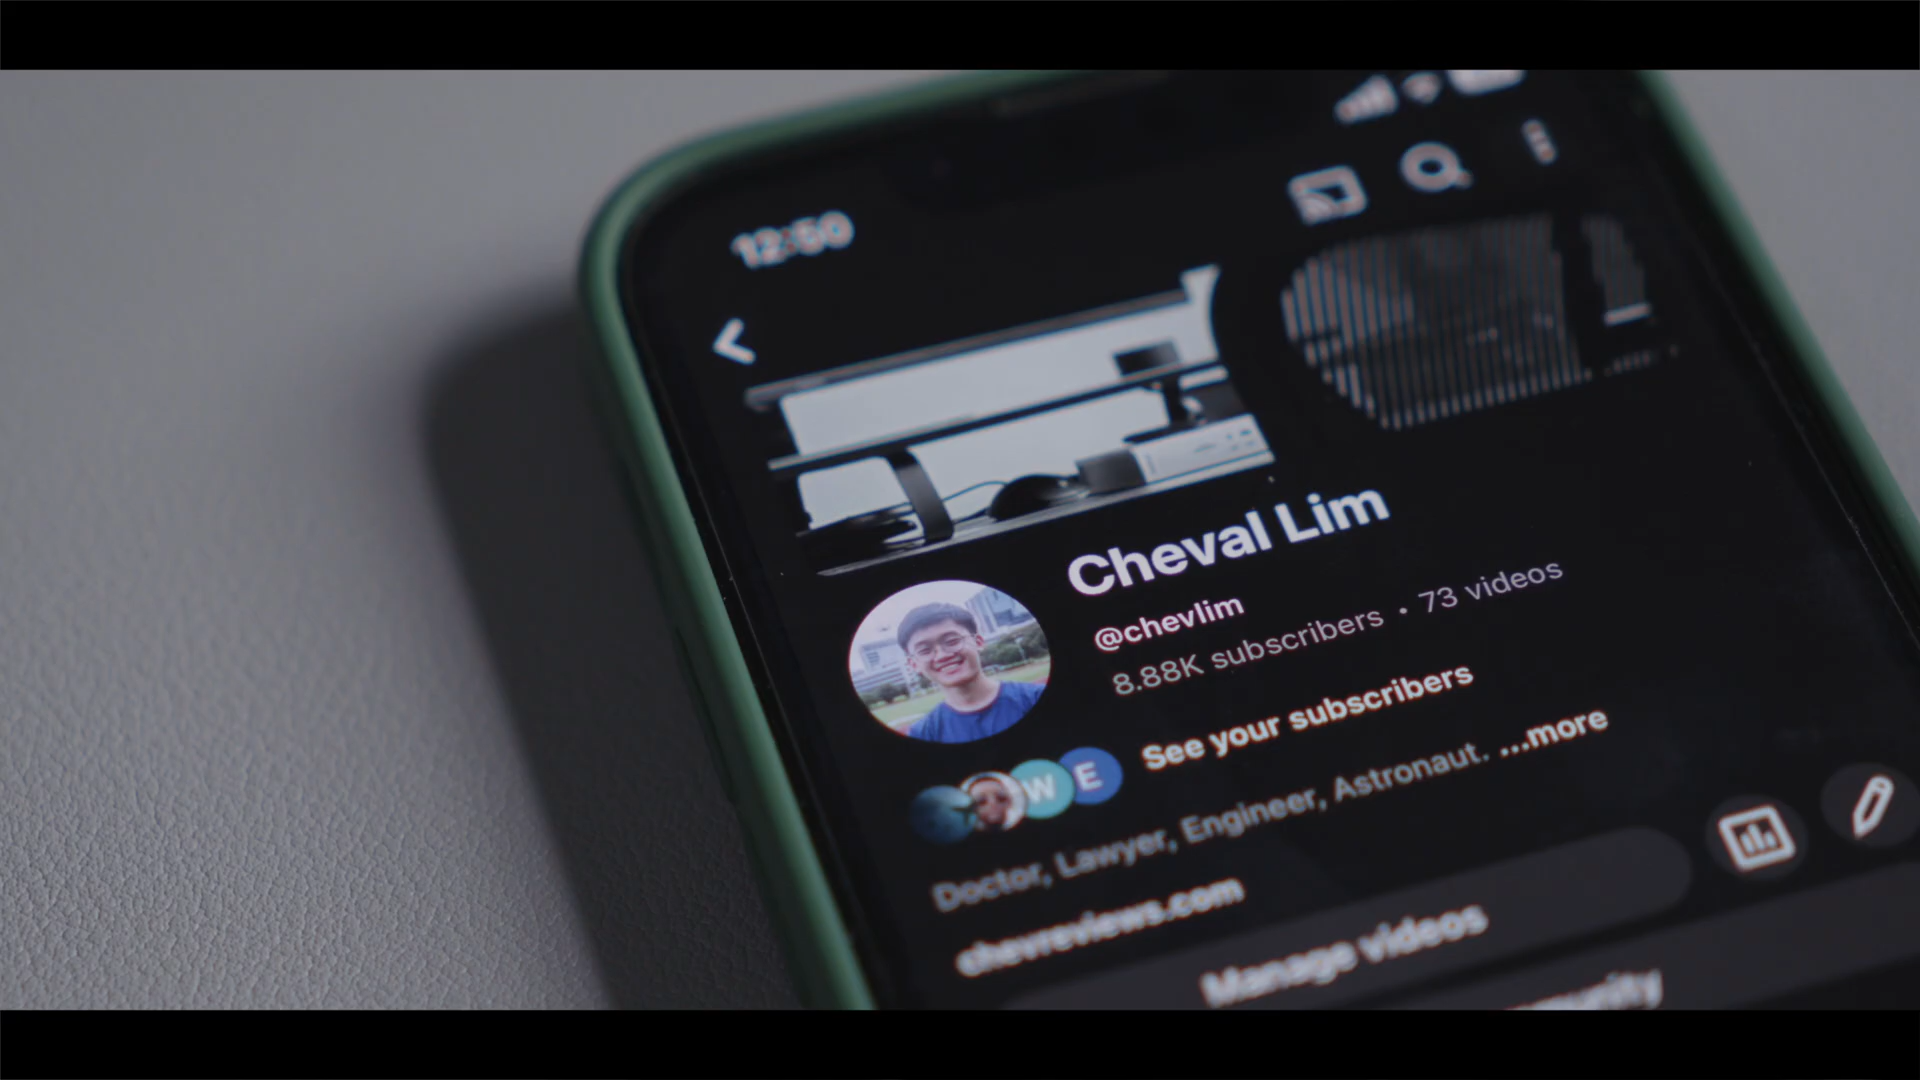 12:50
Cheval Lim
@chevlim
8.88K subscribers • 73 videos
W E See your subscribers
Doctor, Lawyer, Engineer, Astronaut. ...more
chevreviews.com
Manage videos